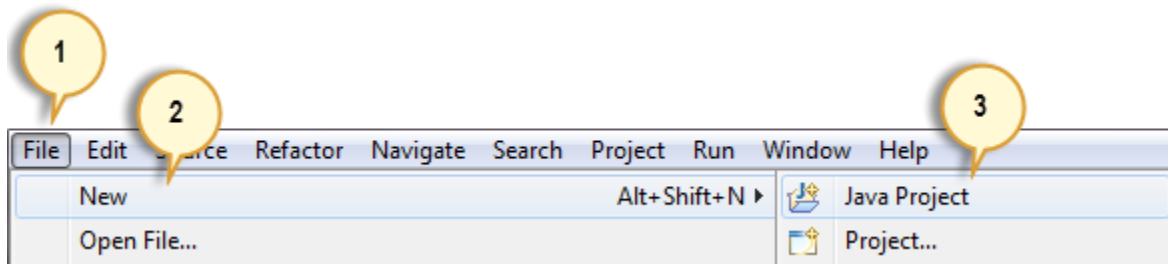 1
2
3
File Edit Source Refactor Navigate Search Project Run Window Help
New Alt+Shift+N Java Project
Open File... Project...